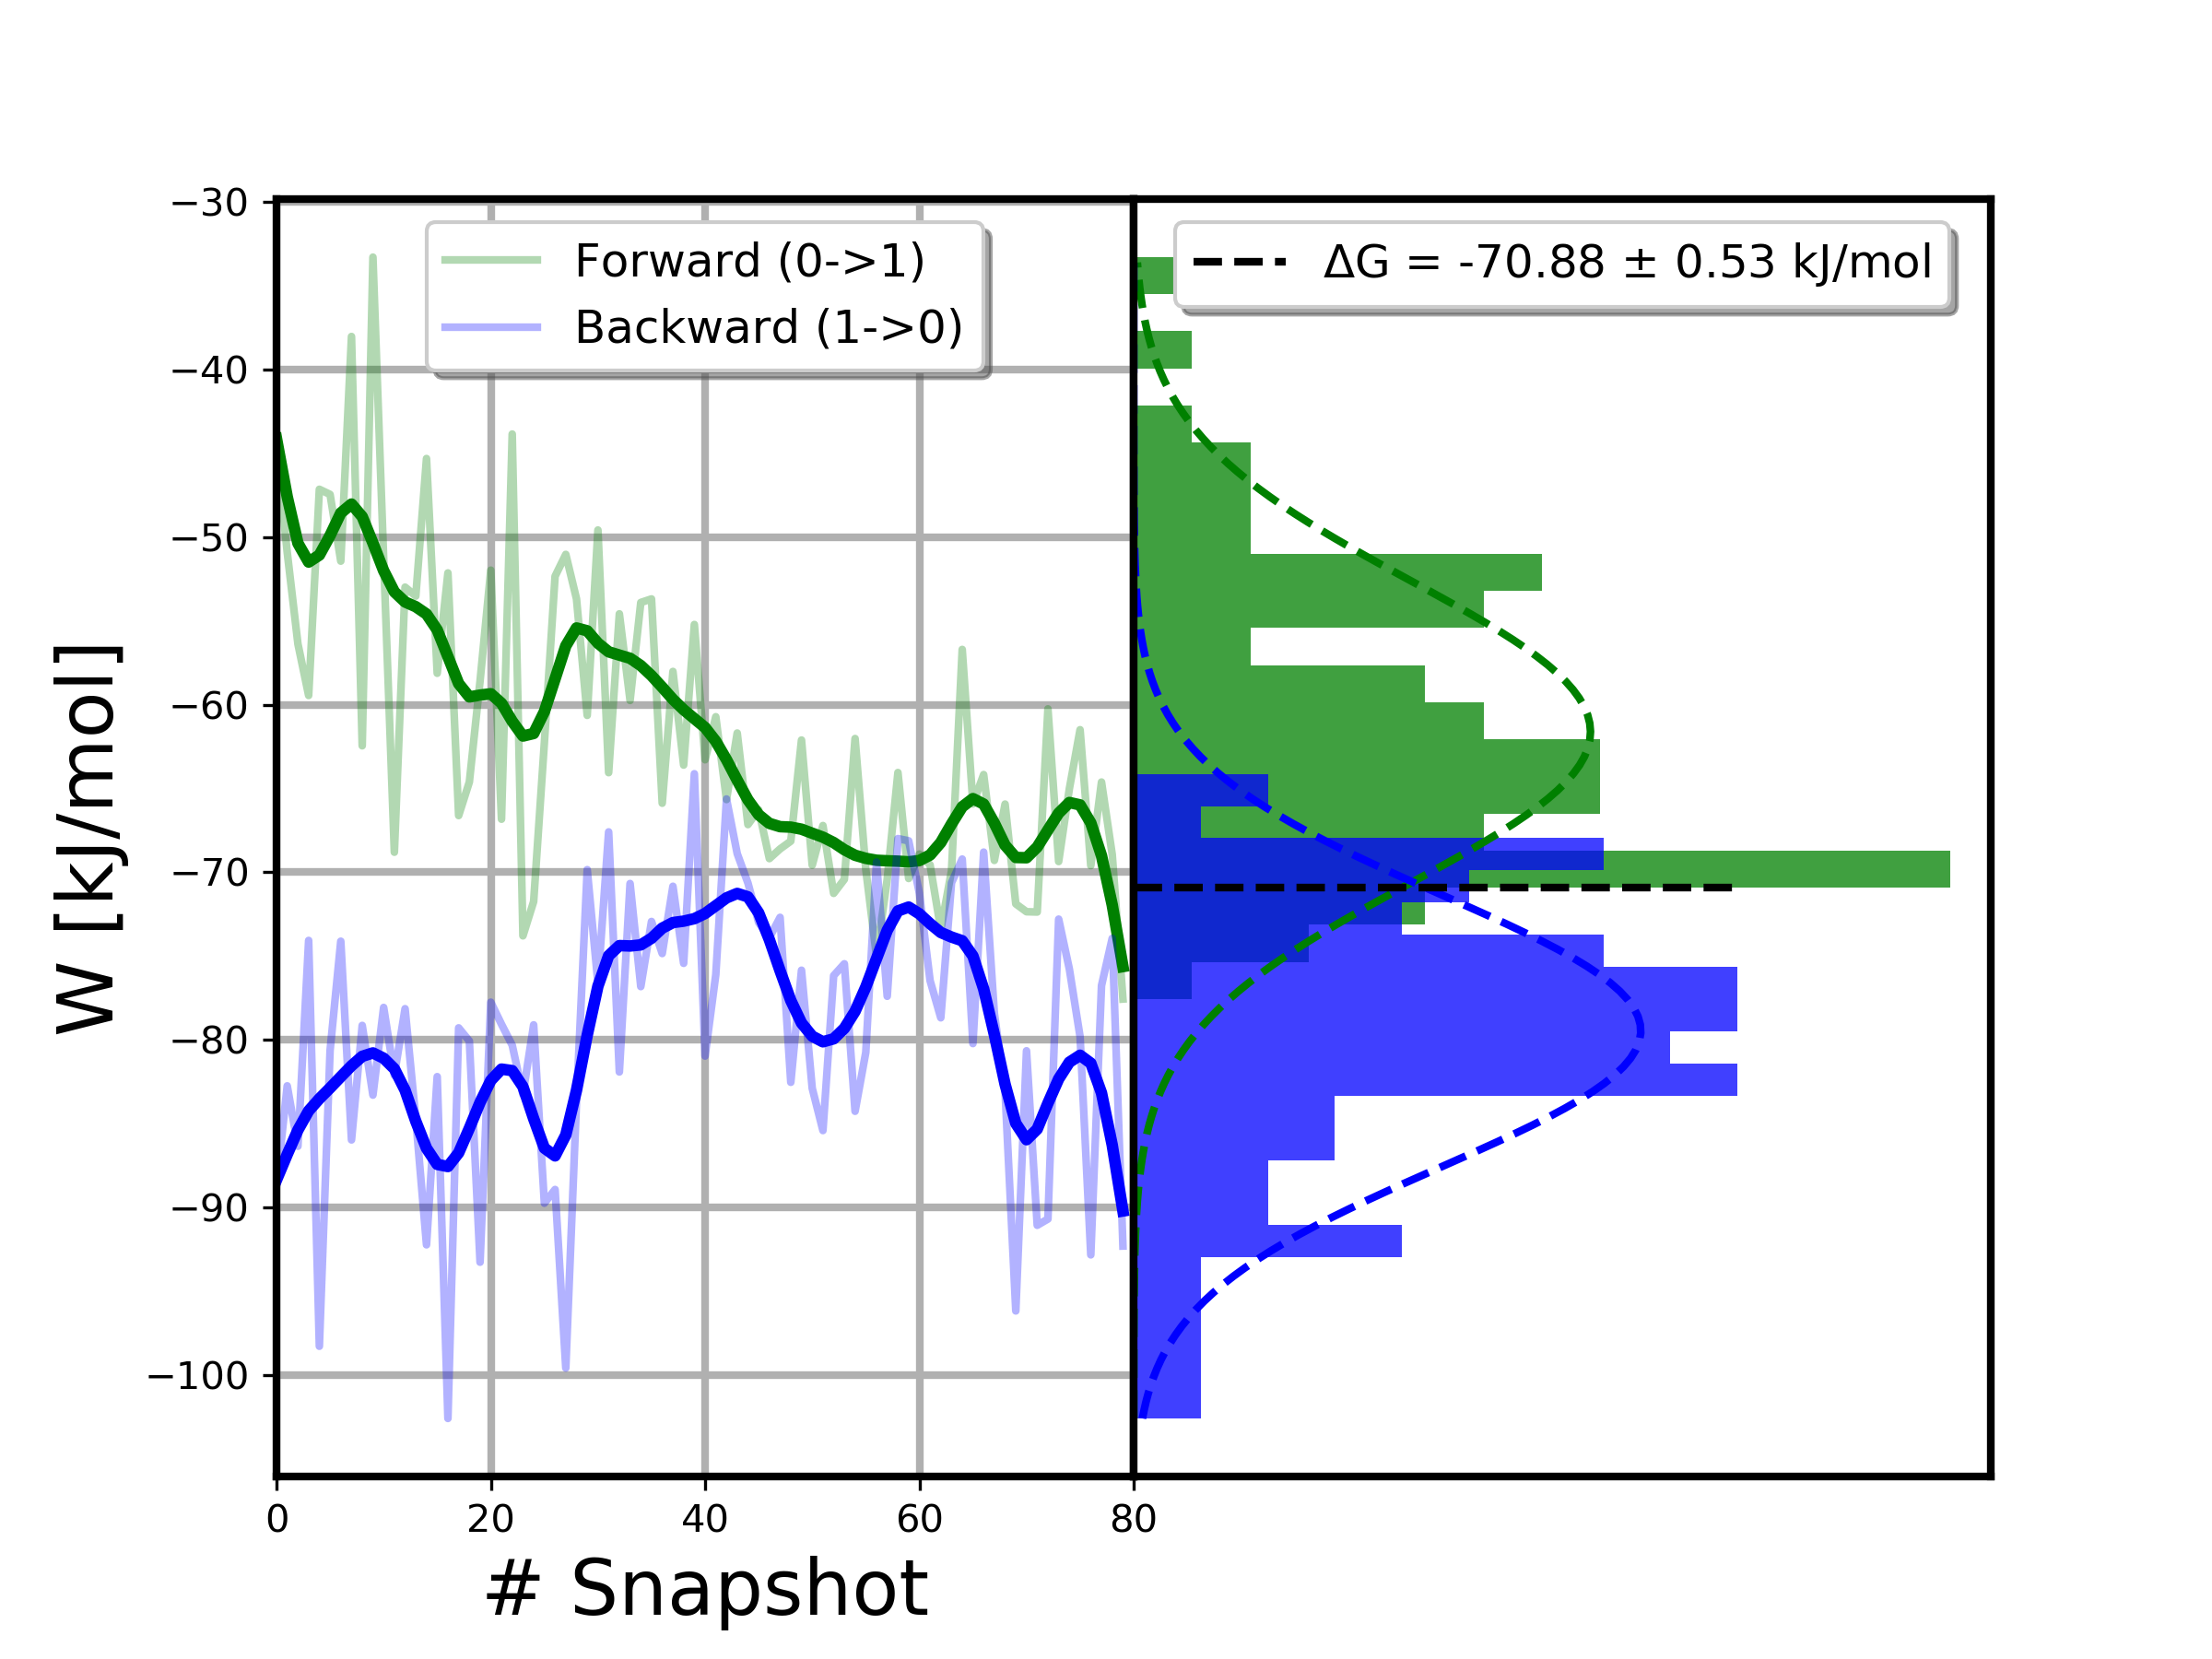 Forward (0->1)
Backward (1->0)
ΔG = -70.88 ± 0.53 kJ/mol
W [kJ/mol]
−30
−40
−50
−60
−70
−80
−90
−100
0
20
40
60
80
# Snapshot